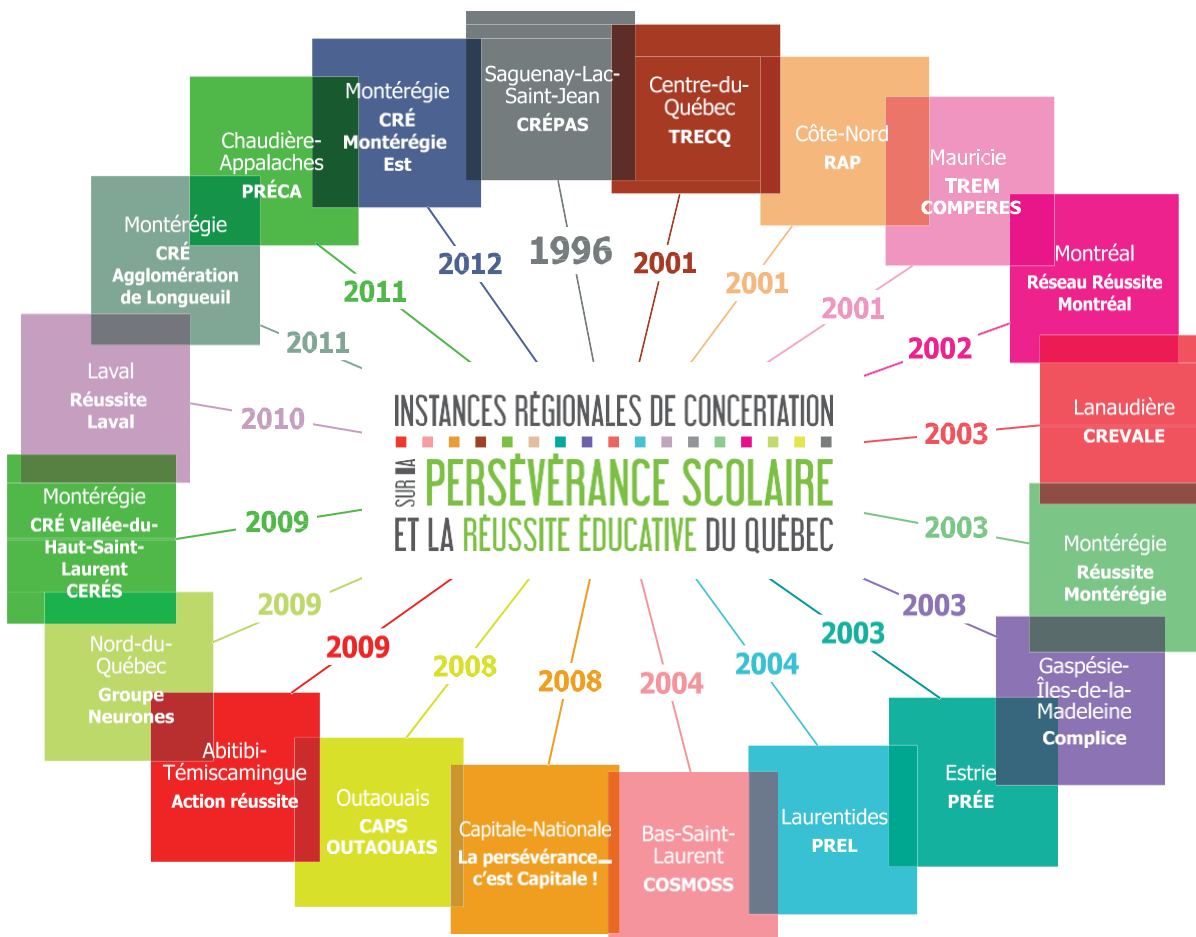 Saguenay-Lac-
Saint-Jean
CRÉPAS
1996
Centre-du-
Québec
TRECQ
2001
Côte-Nord
RAP
2001
Mauricie
TREM
COMPERES
2001
Montréal
Réseau Réussite
Montréal
2002
Lanaudière
CREVALE
2003
Montérégie
Réussite
Montérégie
2003
Gaspésie-
Îles-de-la-
Madeleine
Complice
2003
Estrie
PRÉE
2003
Laurentides
PREL
2004
Bas-Saint-
Laurent
COSMOSS
2004
Capitale-Nationale
La persévérance...
c'est Capitale !
2008
Outaouais
CAPS
OUTAOUAIS
2008
Abitibi-
Témiscamingue
Action réussite
2009
Nord-du-
Québec
Groupe
Neurones
2009
Montérégie
CRÉ Vallée-du-
Haut-Saint-
Laurent
CERÉS
2009
Laval
Réussite
Laval
2010
Montérégie
CRÉ
Agglomération
de Longueuil
2011
Chaudière-
Appalaches
PRÉCA
2011
Montérégie
CRÉ
Montérégie
Est
2012
INSTANCES RÉGIONALES DE CONCERTATION
SUR LA PERSÉVÉRANCE SCOLAIRE
ET LA RÉUSSITE ÉDUCATIVE DU QUÉBEC